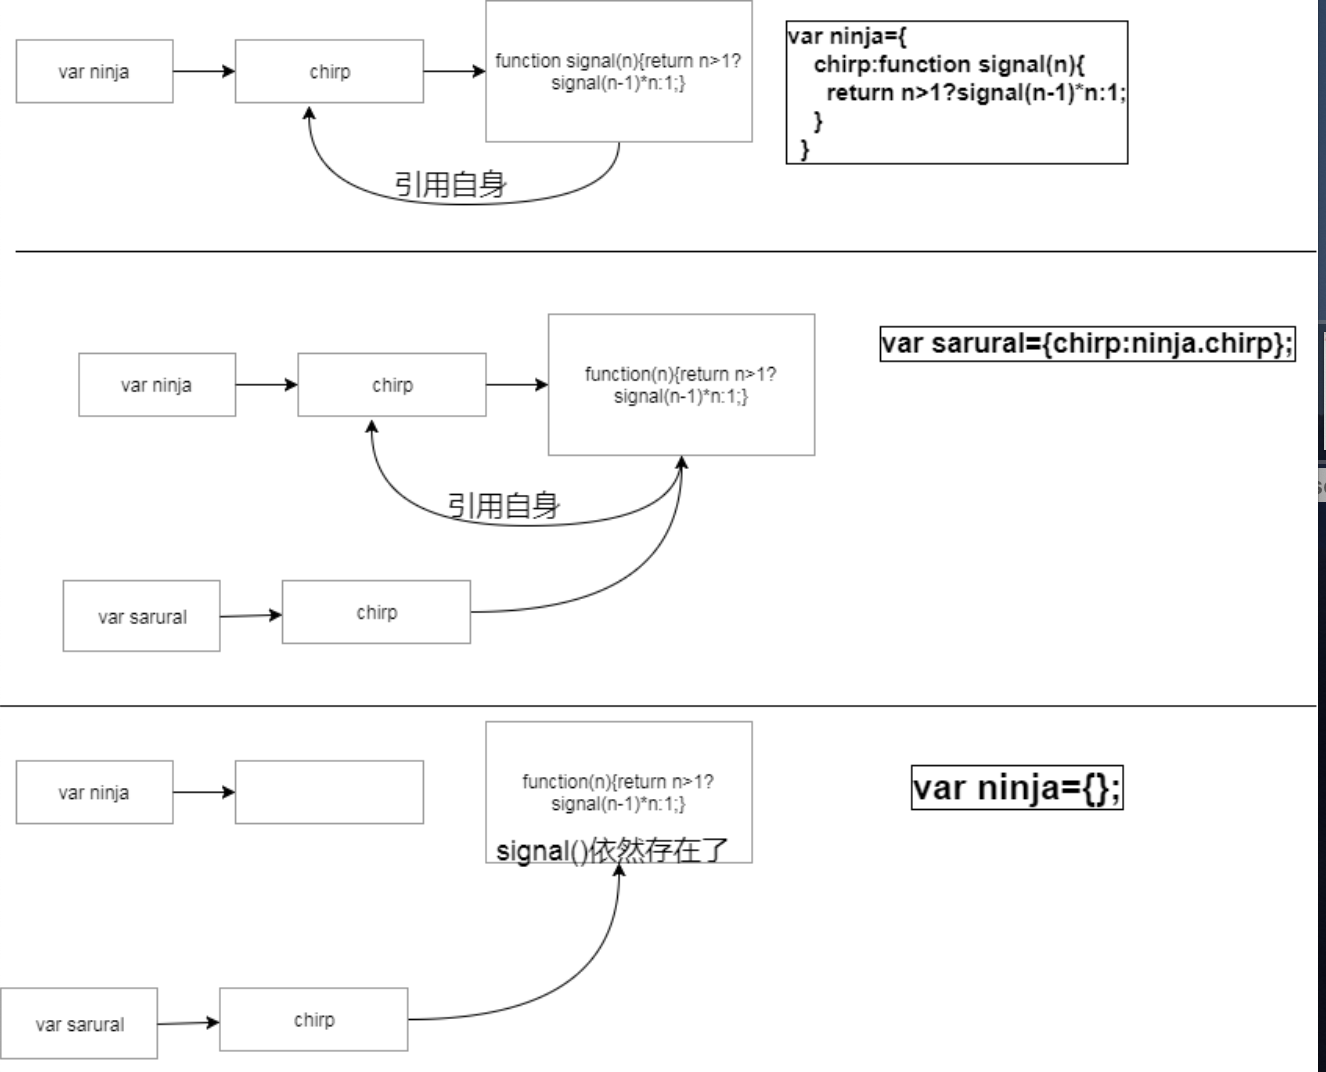 var ninja
chirp
function signal(n){return n>1?
signal(n-1)*n:1;}
引用自身
var ninja={
chirp:function signal(n){
return n>1?signal(n-1)*n:1;
}
}
var ninja
chirp
function(n){return n>1?
signal(n-1)*n:1;}
引用自身
var sarural={chirp:ninja.chirp};
var sarural
chirp
var ninja
function(n){return n>1?
signal(n-1)*n:1;}
signal()依然存在了
var ninja={};
var sarural
chirp